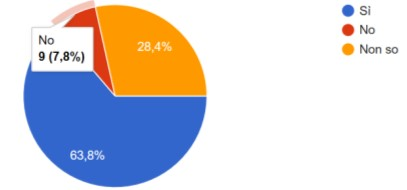 Sì
No
Non so
No
9 (7,8%)
28,4%
63,8%